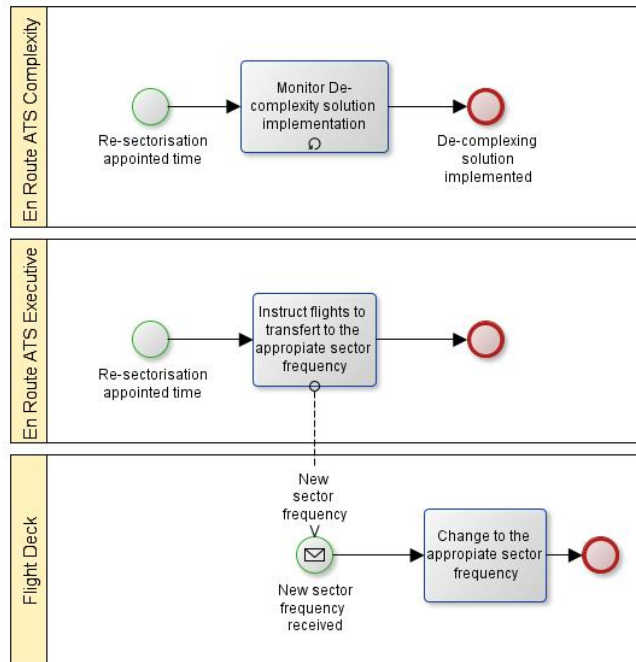 En Route ATS Complexity
Monitor De-
complexity solution
implementation
Re-sectorisation
appointed time
De-complexing
solution
implemented
En Route ATS Executive
Instruct flights to
transfert to the
appropiate sector
frequency
Re-sectorisation
appointed time
Flight Deck
New
sector
frequency
Change to the
appropiate sector
frequency
New sector
frequency
received